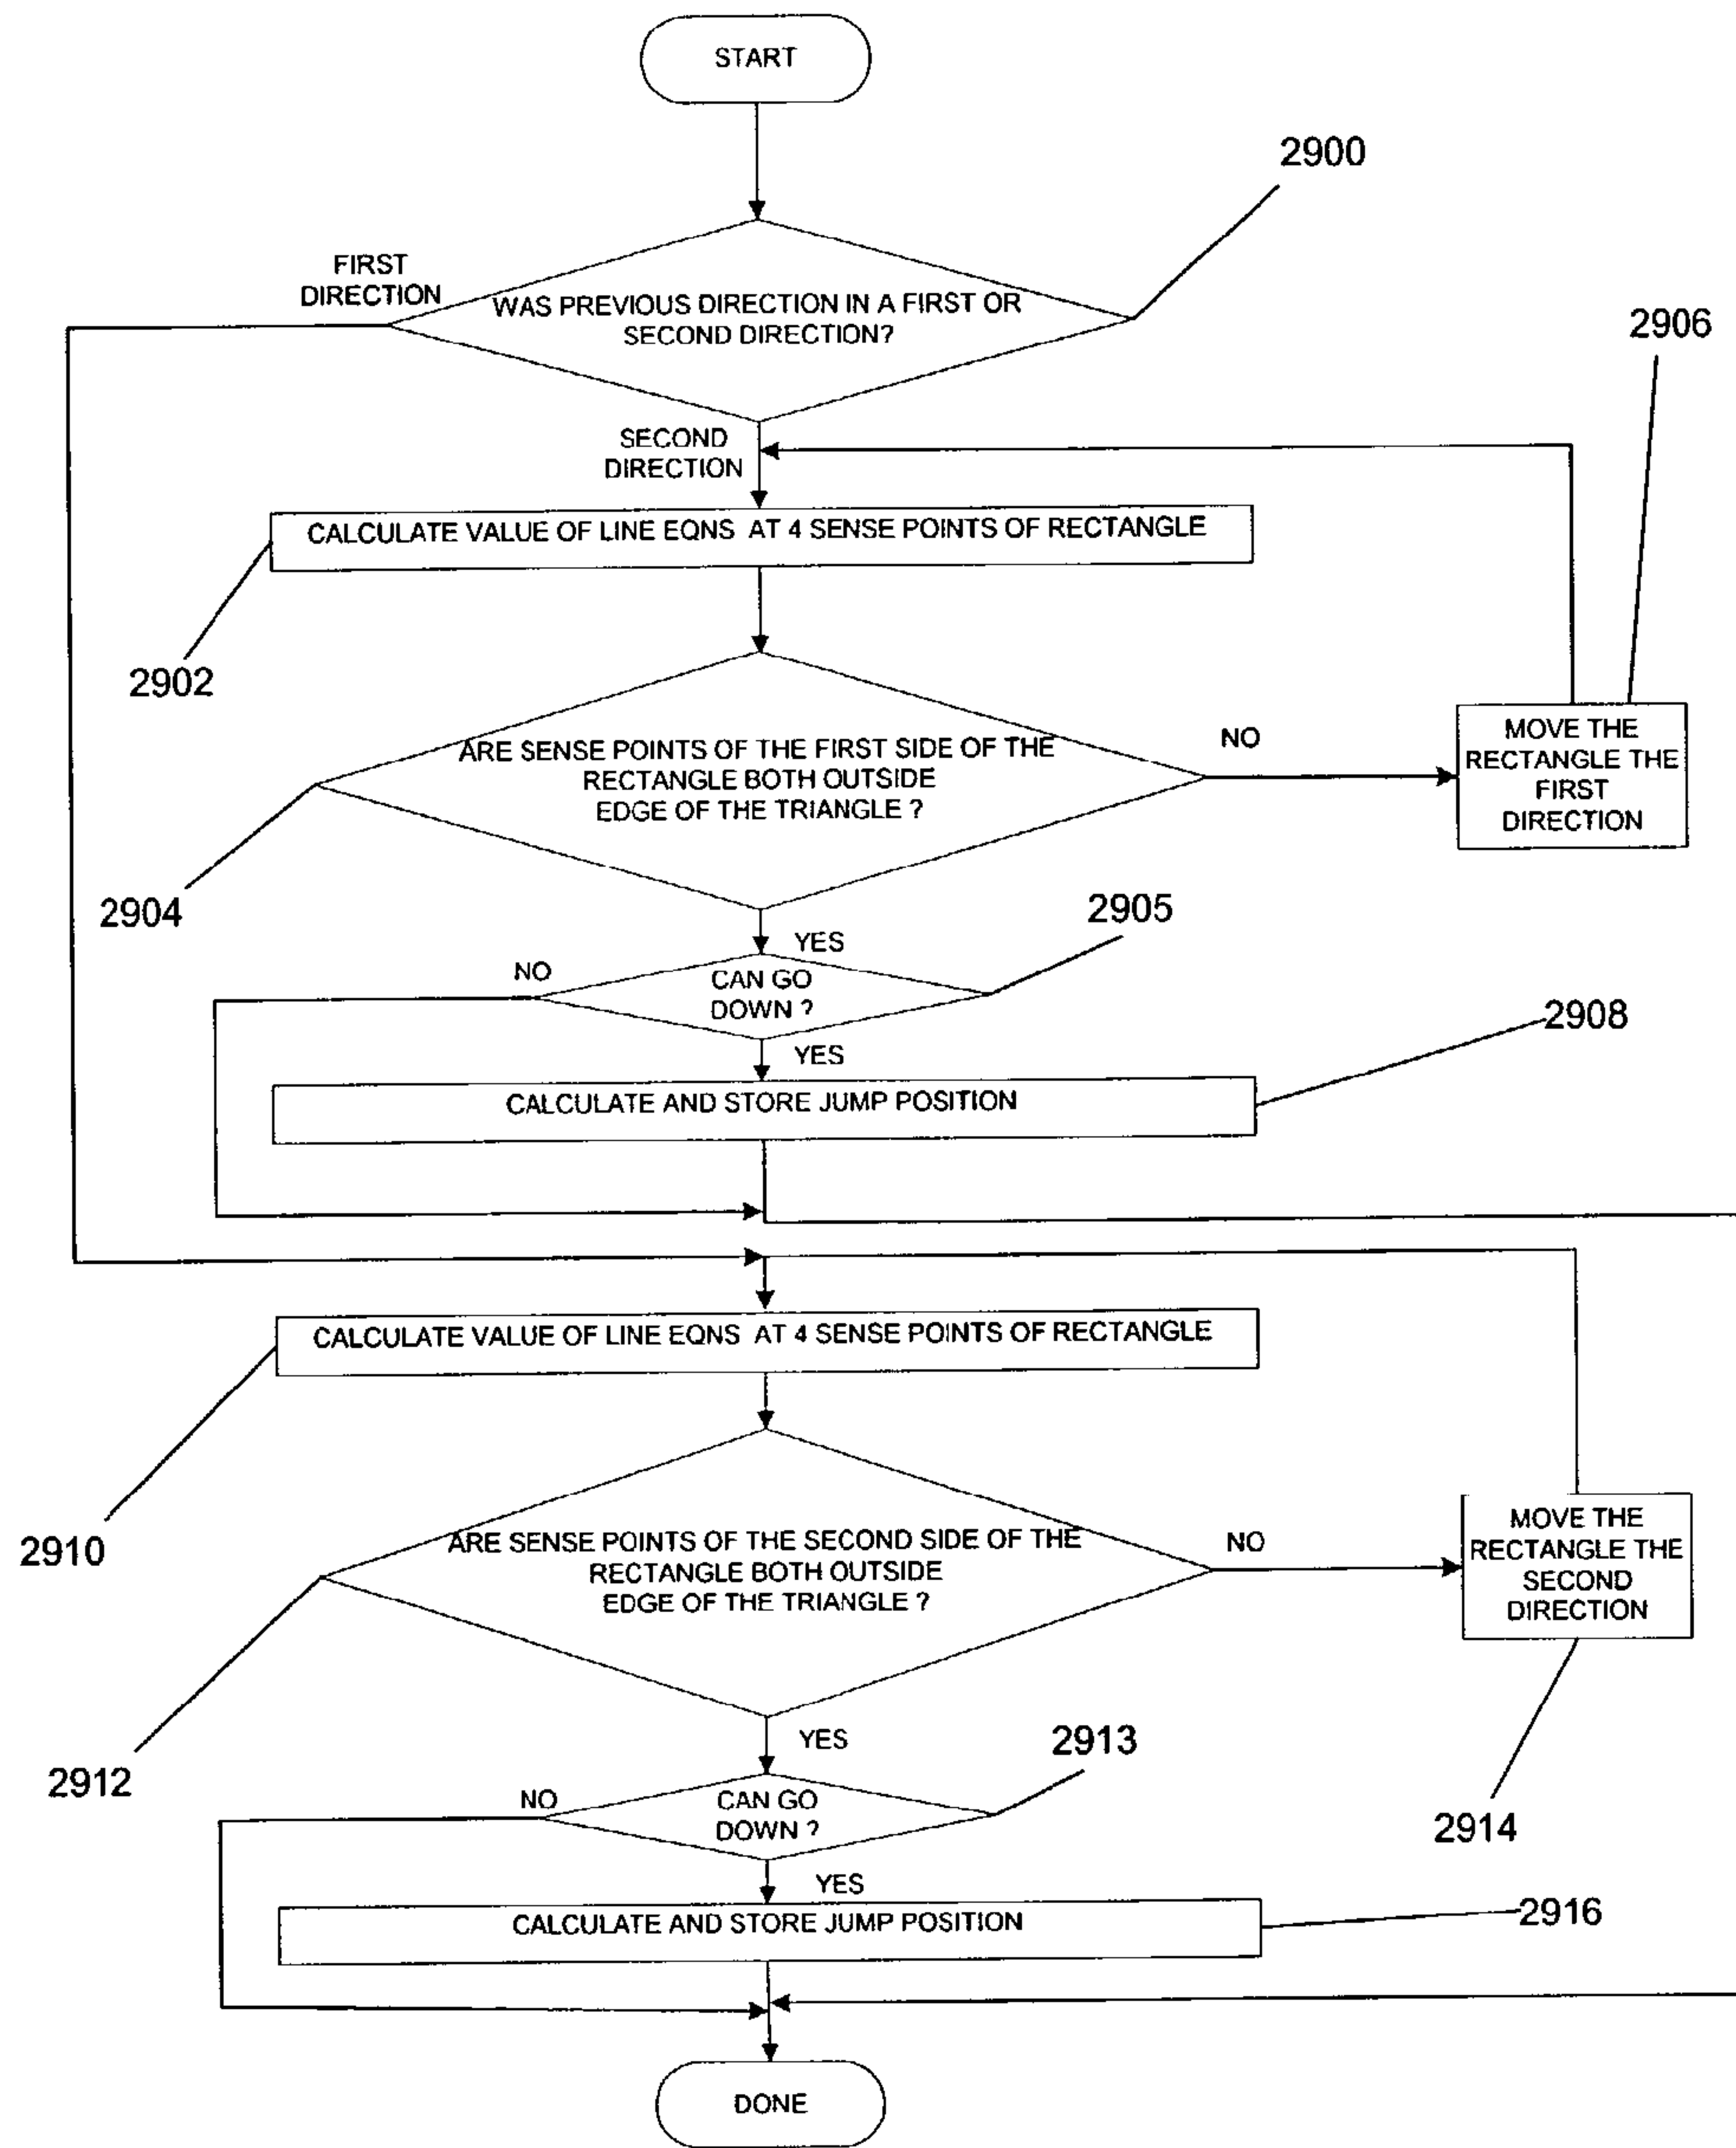 START
2900
FIRST
DIRECTION
WAS PREVIOUS DIRECTION IN A FIRST OR
SECOND DIRECTION?
2906
SECOND
DIRECTION
CALCULATE VALUE OF LINE EQNS AT 4 SENSE POINTS OF RECTANGLE
2902
ARE SENSE POINTS OF THE FIRST SIDE OF THE
RECTANGLE BOTH OUTSIDE
EDGE OF THE TRIANGLE ?
NO
MOVE THE
RECTANGLE THE
FIRST
DIRECTION
2904
2905
YES
NO
CAN GO
DOWN ?
2908
YES
CALCULATE AND STORE JUMP POSITION
CALCULATE VALUE OF LINE EQNS AT 4 SENSE POINTS OF RECTANGLE
2910
ARE SENSE POINTS OF THE SECOND SIDE OF THE
RECTANGLE BOTH OUTSIDE
EDGE OF THE TRIANGLE ?
NO
MOVE THE
RECTANGLE THE
SECOND
DIRECTION
2912
YES
2913
NO
CAN GO
DOWN ?
2914
YES
CALCULATE AND STORE JUMP POSITION
2916
DONE